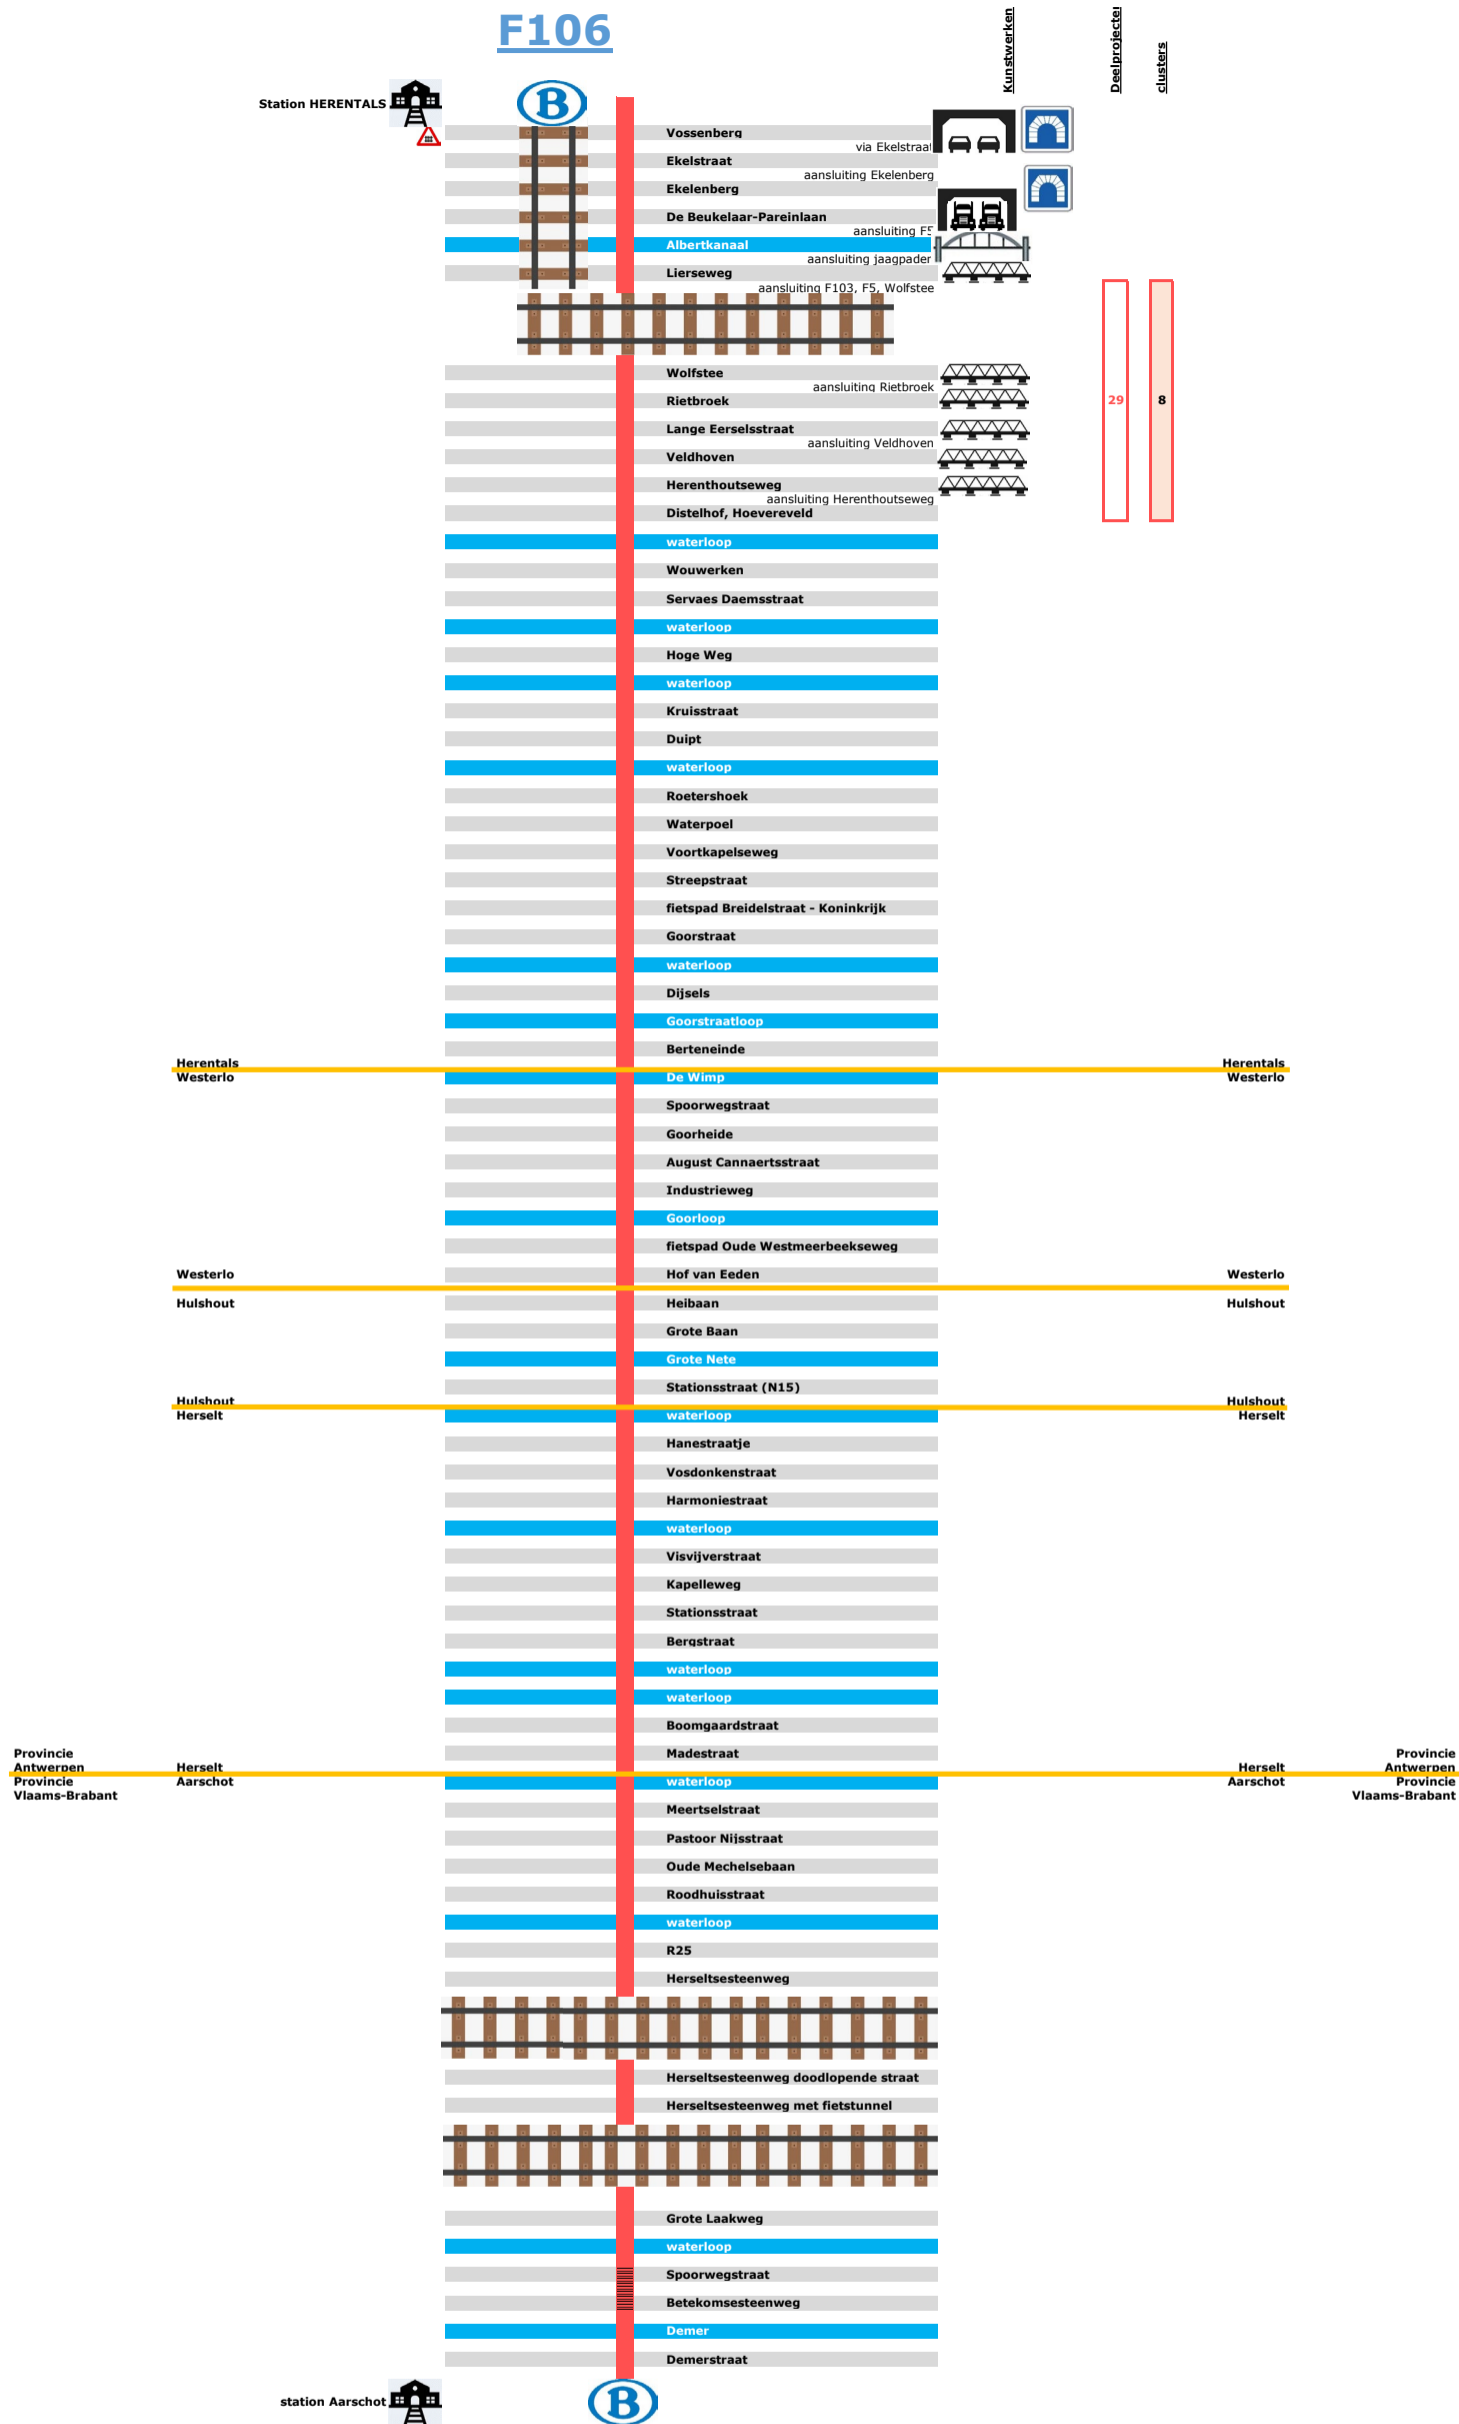 F106
Kunstwerken
Deelprojecte
clusters
Station HERENTALS
B
Vossenberg
via Ekelstraat
Ekelstraat
aansluiting Ekelenberg
Ekelenberg
De Beukelaar-Pareinlaan
aansluiting F5
Albertkanaal
aansluiting jaagpaden
Lierseweg
aansluiting F103, F5, Wolfstee
Wolfstee
aansluiting Rietbroek
Rietbroek
29
8
Lange Eerselsstraat
aansluiting Veldhoven
Veldhoven
Herenthoutseweg
aansluiting Herenthoutseweg
Distelhof, Hoevereveld
waterloop
Wouwerken
Servaes Daemsstraat
waterloop
Hoge Weg
waterloop
Kruisstraat
Duipt
waterloop
Roetershoek
Waterpoel
Voortkapelseweg
Streepstraat
fietspad Breidelstraat - Koninkrijk
Goorstraat
waterloop
Dijsels
Goorstraatloop
Berteneinde
Herentals Herentals
Westerlo De Wimp Westerlo
Spoorwegstraat
Goorheide
August Cannaertsstraat
Industrieweg
Goorloop
fietspad Oude Westmeerbeekseweg
Westerlo Hof van Eeden Westerlo
Hulshout Heibaan Hulshout
Grote Baan
Grote Nete
Stationsstraat (N15)
Hulshout Hulshout
Herselt waterloop Herselt
Hanestraatje
Vosdonkenstraat
Harmoniestraat
waterloop
Visvijverstraat
Kapelleweg
Stationsstraat
Bergstraat
waterloop
waterloop
Boomgaardstraat
Provincie Madestraat Provincie
Antwerpen Herselt Herselt Antwerpen
Provincie Aarschot waterloop Aarschot Provincie
Vlaams-Brabant Vlaams-Brabant
Meertselstraat
Pastoor Nijsstraat
Oude Mechelsebaan
Roodhuisstraat
waterloop
R25
Herseltsesteenweg
Herseltsesteenweg doodlopende straat
Herseltsesteenweg met fietstunnel
Grote Laakweg
waterloop
Spoorwegstraat
Betekomsesteenweg
Demer
Demerstraat
station Aarschot
B